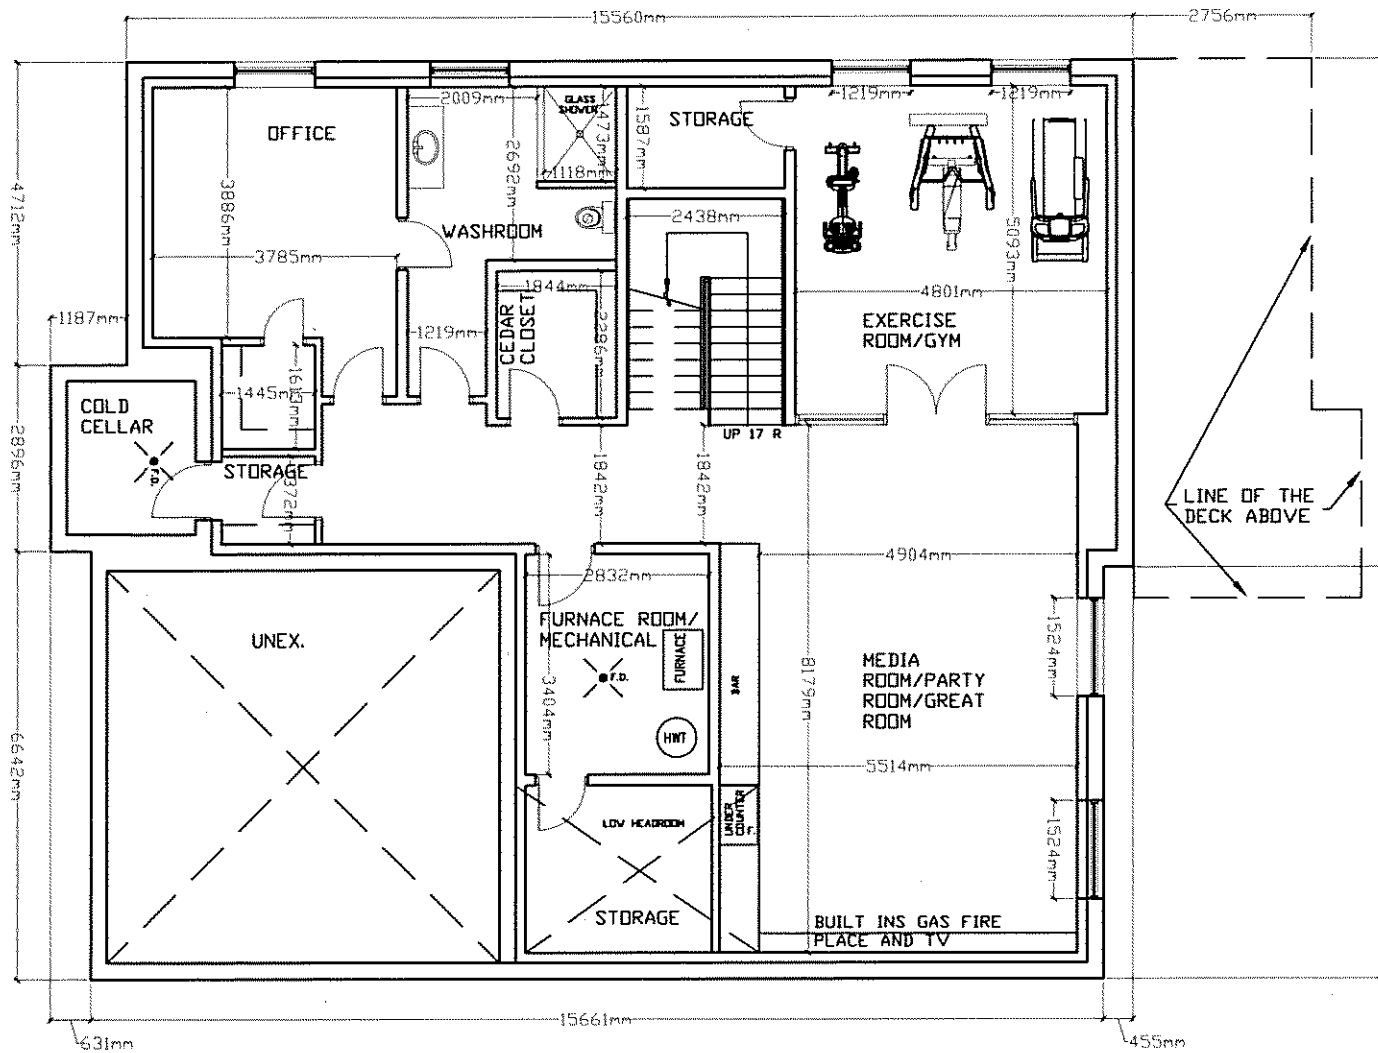 15560mm
2756mm
OFFICE
2009mm
GLASS
SHOWER
1473mm
1118mm
1587mm
STORAGE
1219mm
1219mm
4712mm
3886mm
2692mm
WASHROOM
3785mm
2438mm
5093mm
4801mm
1844mm
CEDAR
CLOSET
2286mm
1187mm
1219mm
EXERCISE
ROOM/GYM
1445mm
1613mm
COLD
CELLAR
F.D.
2896mm
STORAGE
1372mm
UP 17 R
1842mm
1842mm
LINE OF THE
DECK ABOVE
4904mm
2832mm
FURNACE ROOM/
MECHANICAL
FURNACE
F.D.
3404mm
HWT
BAR
UNEX.
8179mm
MEDIA
ROOM/PARTY
ROOM/GREAT
ROOM
1524mm
6642mm
5514mm
UNDER
COUNTER
F.
LOW HEADROOM
1524mm
STORAGE
BUILT INS GAS FIRE
PLACE AND TV
15661mm
631mm
455mm